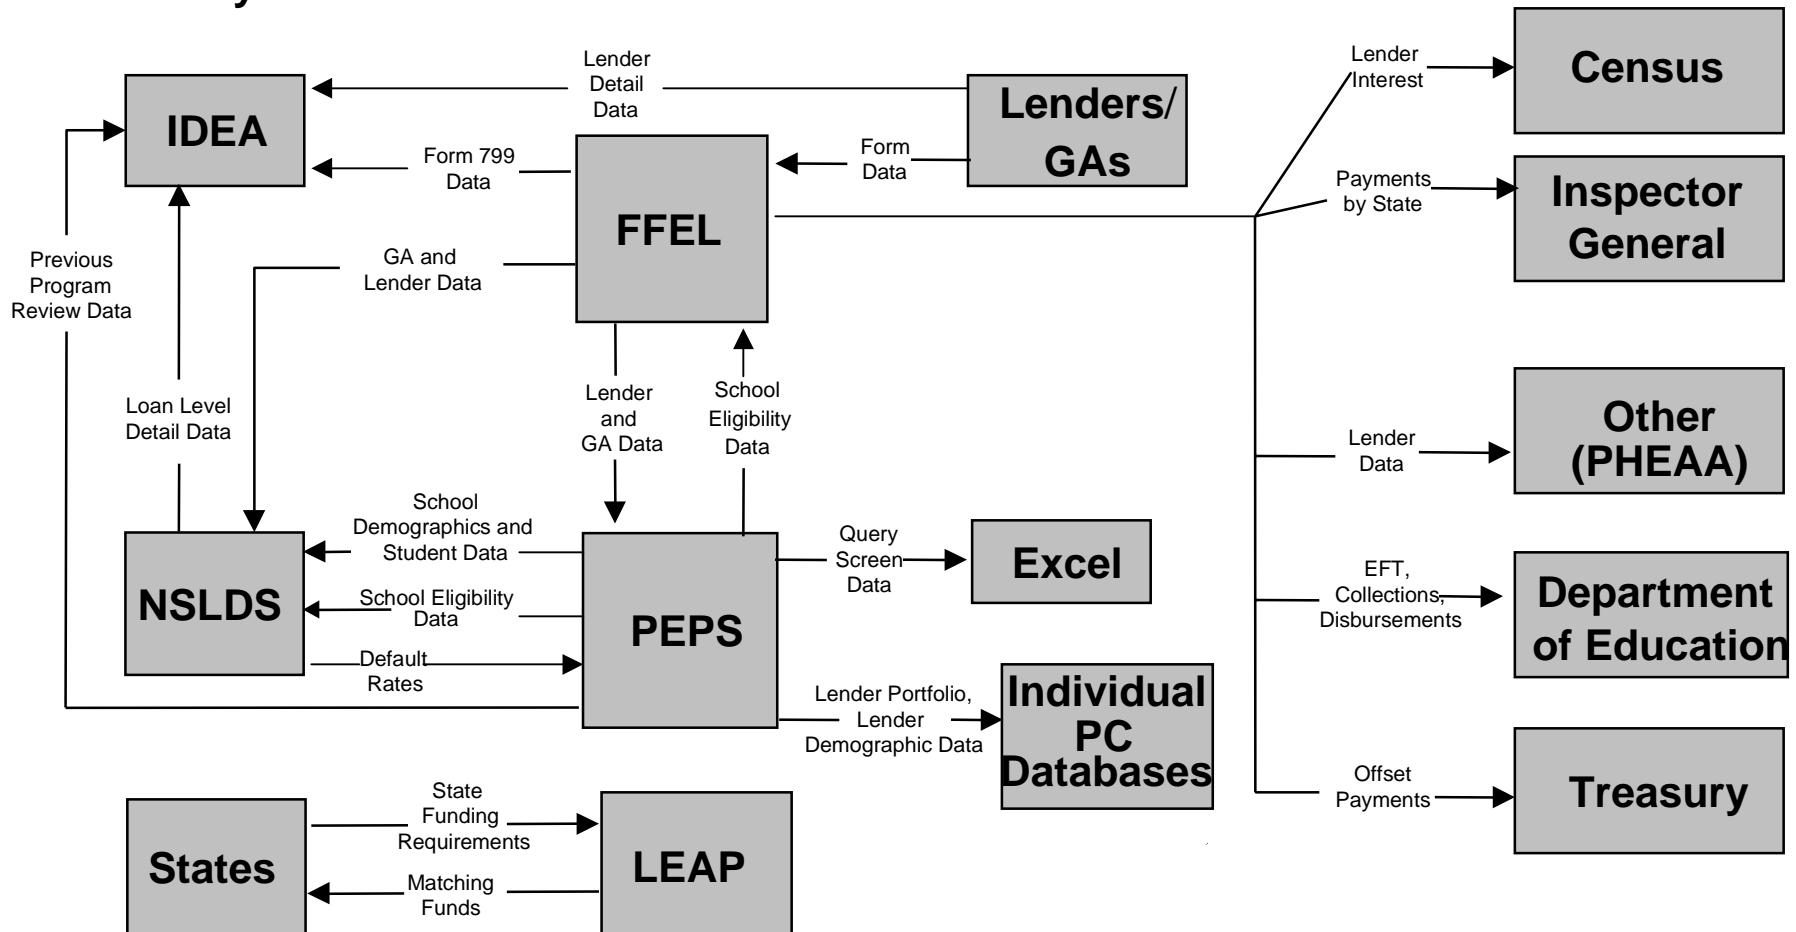 Lender
Detail
Data
IDEA
Lenders/
GAs
Form 799
Data
Form
Data
FFEL
Lender
Interest
Census
Payments
by State
Inspector
General
Previous
Program
Review Data
GA and
Lender Data
Loan Level
Detail Data
Lender
and
GA Data
School
Eligibility
Data
Lender
Data
Other
(PHEAA)
School
Demographics and
Student Data
NSLDS
School Eligibility
Data
Default
Rates
PEPS
Query
Screen
Data
Excel
EFT,
Collections,
Disbursements
Department
of Education
Lender Portfolio,
Lender
Demographic Data
Individual
PC
Databases
Offset
Payments
Treasury
States
State
Funding
Requirements
Matching
Funds
LEAP